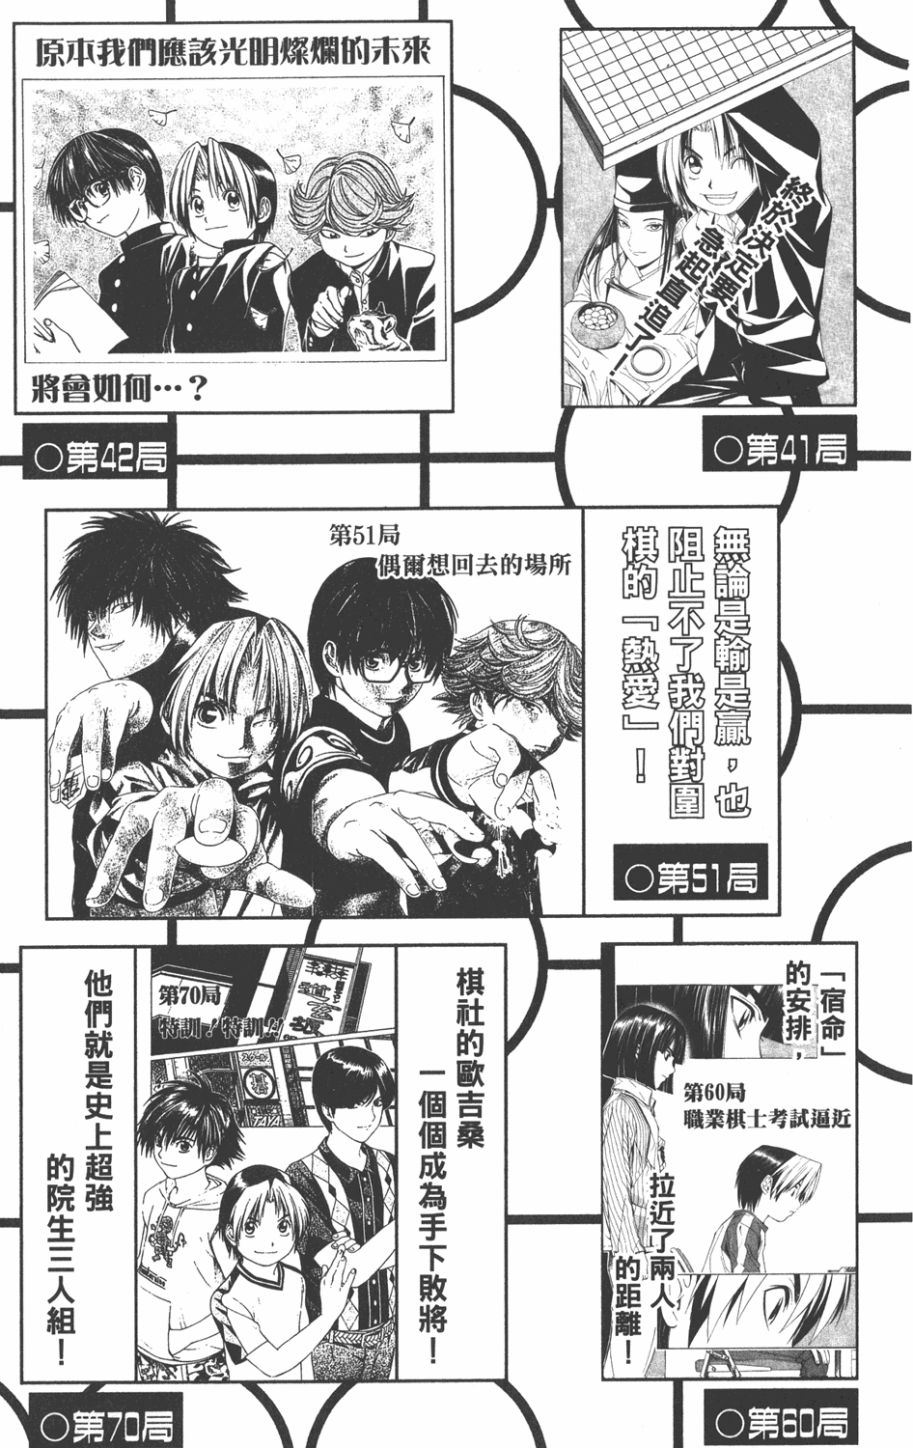 終於決定要
急起直追了！
○第41局
原本我們應該光明燦爛的未來
將會如何…？
○第42局
無論是輸是贏，也
阻止不了我們對圍
棋的「熱愛」！
第51局
偶爾想回去的場所
○第51局
「宿命」
的安排，
第60局
職業棋士考試逼近
拉近了兩人
的距離！
○第60局
棋社的歐吉桑
一個個成為手下敗將！
第70局
特訓！特訓！！
他們就是史上超強
的院生三人組！
○第70局